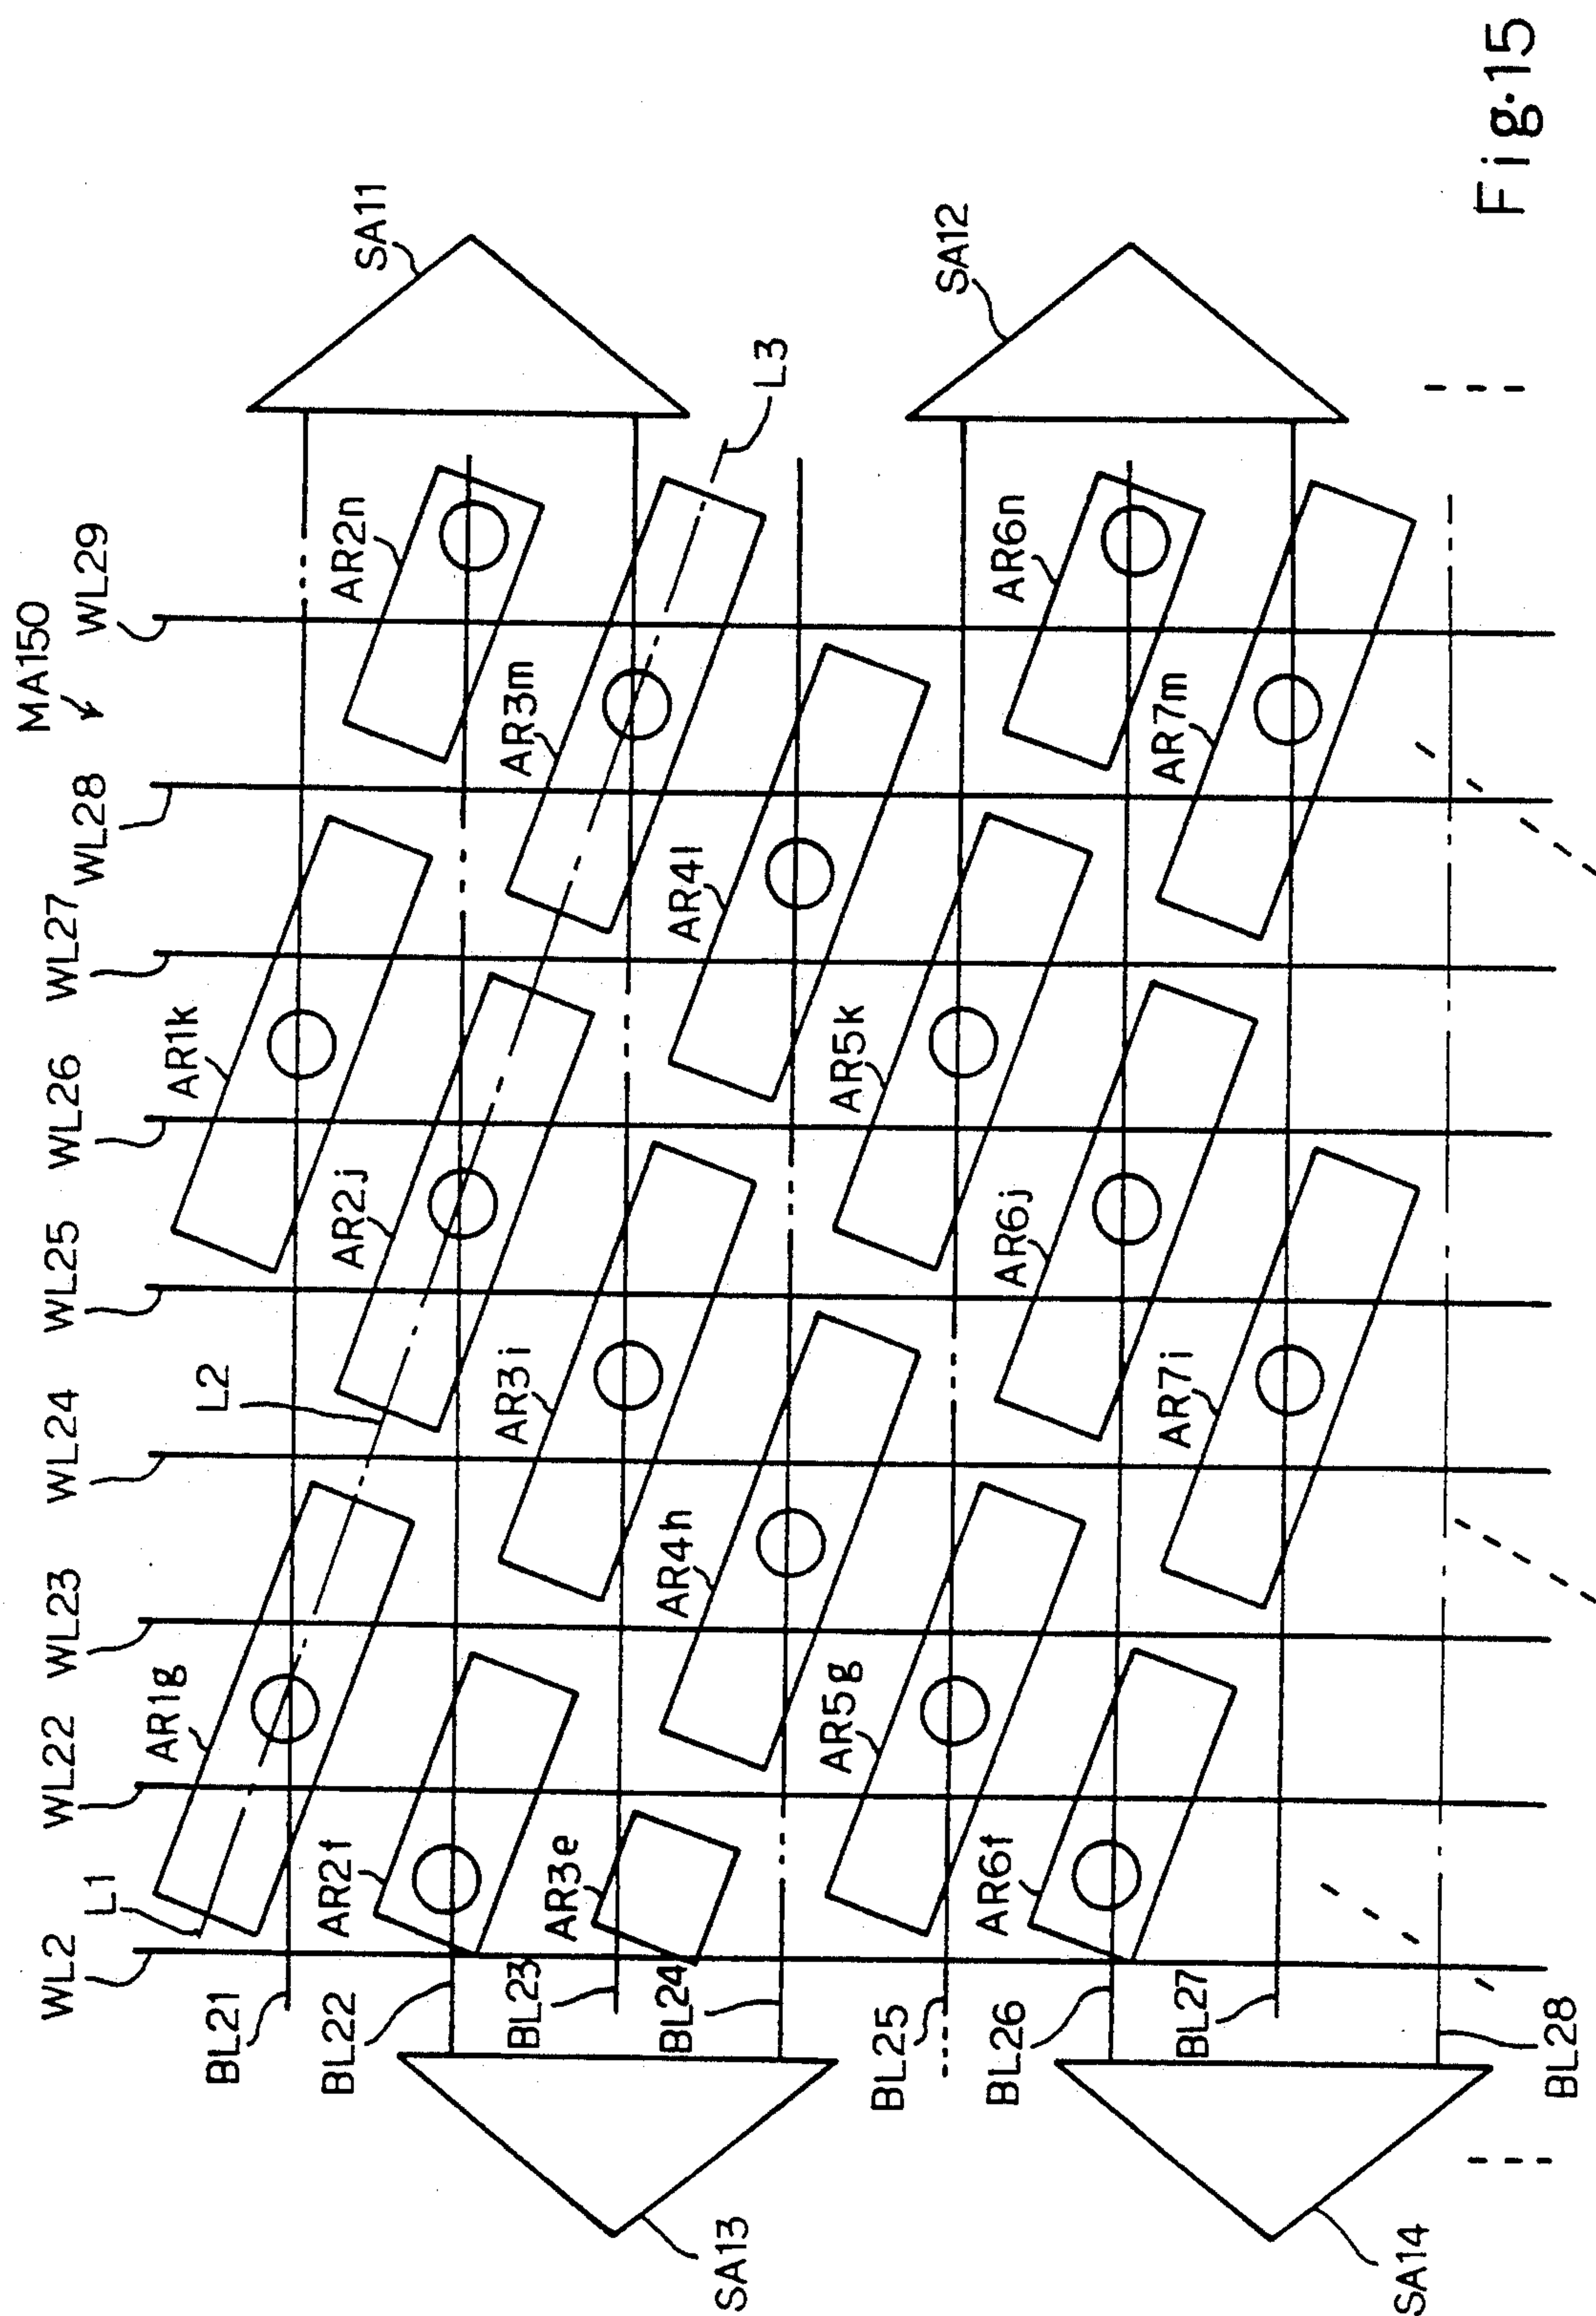 MA150
WL2
WL22
WL23
WL24
WL25
WL26
WL27
WL28
WL29
L1
AR1g
L2
AR1k
SA11
AR2f
AR2j
AR2n
AR3e
AR3i
AR3m
L3
AR4h
AR4l
AR5g
AR5k
SA12
AR6f
AR6j
AR6n
AR7i
AR7m
BL21
BL22
BL23
BL24
BL25
BL26
BL27
BL28
SA13
SA14
Fig.15